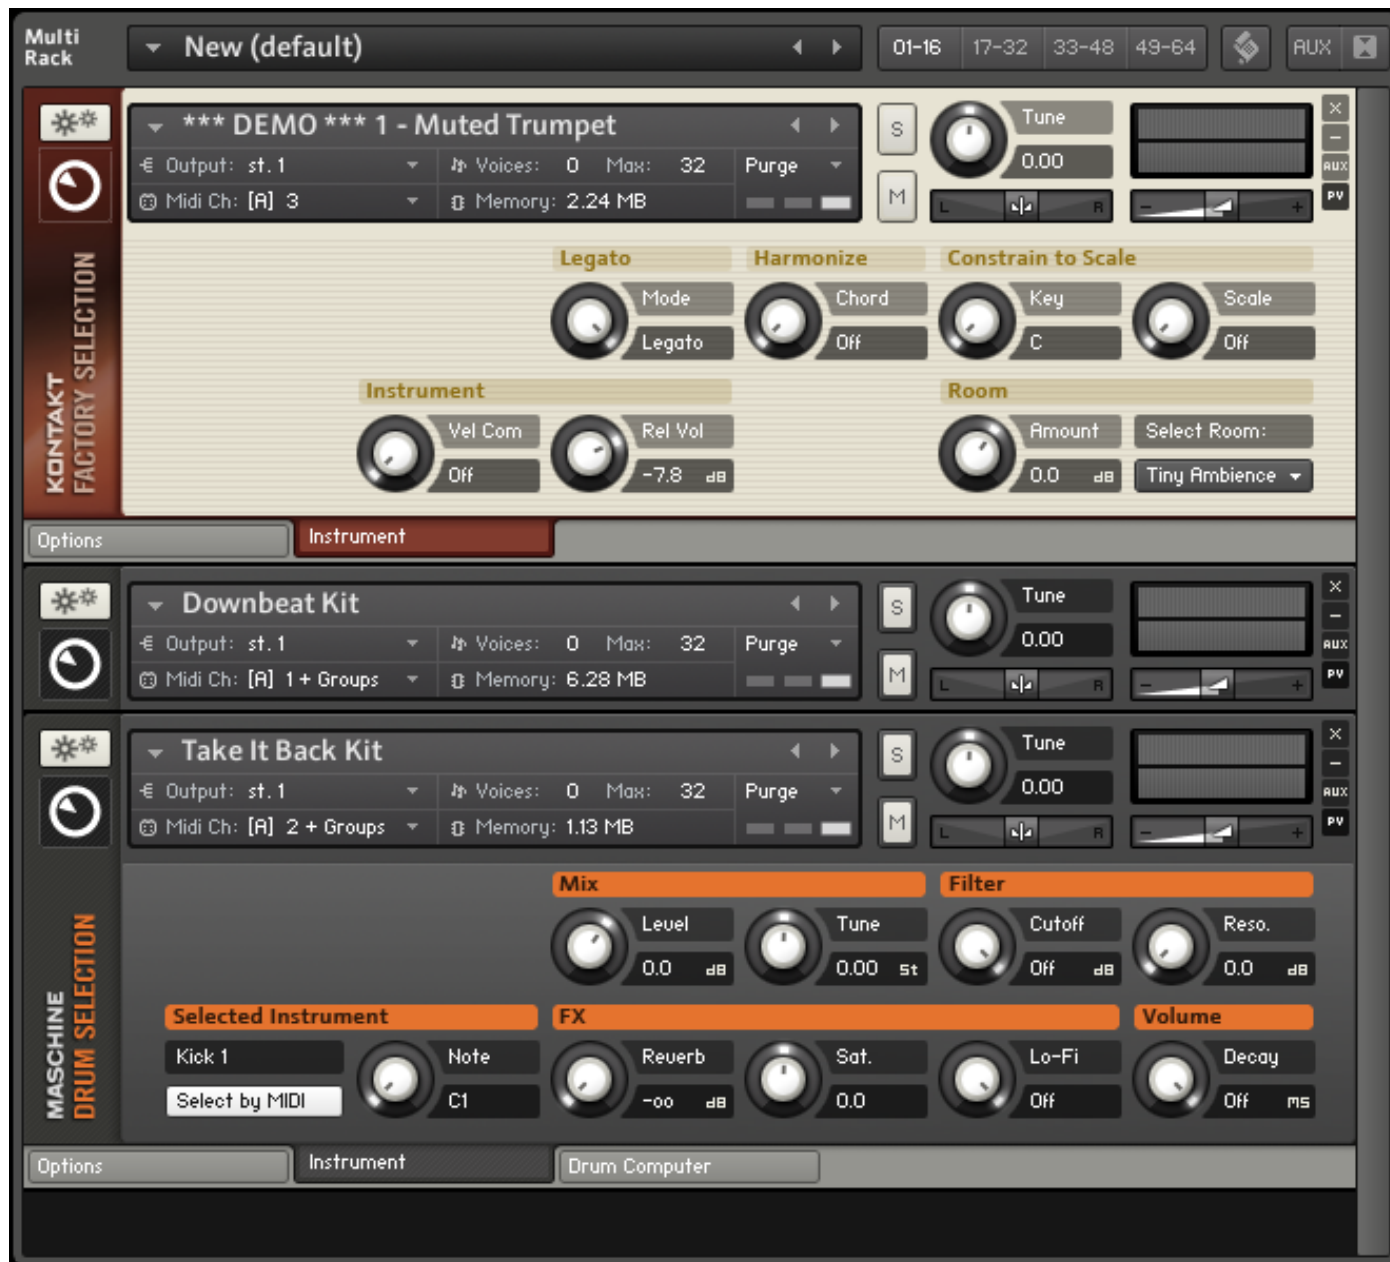 Multi
Rack
New (default)
01-16 17-32 33-48 49-64 AUX
*** DEMO *** 1 - Muted Trumpet
S
Tune
×
–
Output: st. 1 Voices: 0 Max: 32 Purge
0.00
AUX
Midi Ch: [A] 3 Memory: 2.24 MB
M
L R
- +
PV
KONTAKT
FACTORY SELECTION
Legato Harmonize Constrain to Scale
Mode Chord Key Scale
Legato Off C Off
Instrument Room
Vel Com Rel Vol Amount Select Room:
Off -7.8 dB 0.0 dB Tiny Ambience
Options Instrument
Downbeat Kit
S
Tune
×
–
Output: st. 1 Voices: 0 Max: 32 Purge
0.00
AUX
Midi Ch: [A] 1 + Groups Memory: 6.28 MB
M
L R
- +
PV
Take It Back Kit
S
Tune
×
–
Output: st. 1 Voices: 0 Max: 32 Purge
0.00
AUX
Midi Ch: [A] 2 + Groups Memory: 1.13 MB
M
L R
- +
PV
MASCHINE
DRUM SELECTION
Mix Filter
Level Tune Cutoff Reso.
0.0 dB 0.00 St Off dB 0.0 dB
Selected Instrument FX Volume
Kick 1 Note Reverb Sat. Lo-Fi Decay
Select by MIDI C1 -oo dB 0.0 Off Off ms
Options Instrument Drum Computer